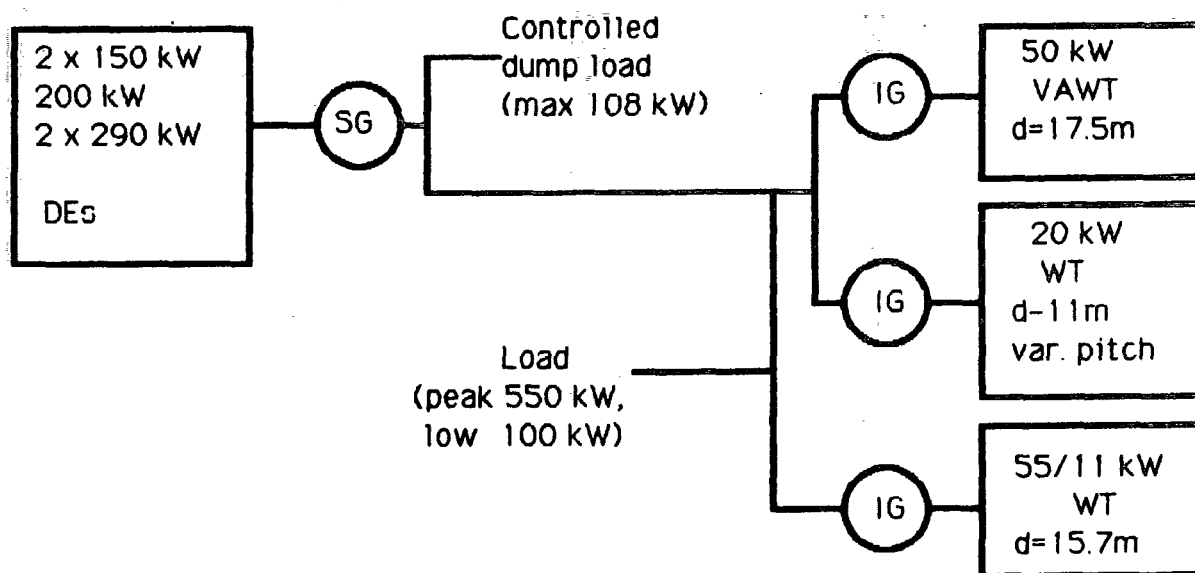 2 x 150 kW
200 kW
2 x 290 kW
DEs
SG
Controlled
dump load
(max 108 kW)
IG
50 kW
VAWT
d=17.5m
IG
20 kW
WT
d-11m
var. pitch
Load
(peak 550 kW,
low 100 kW)
IG
55/11 kW
WT
d=15.7m